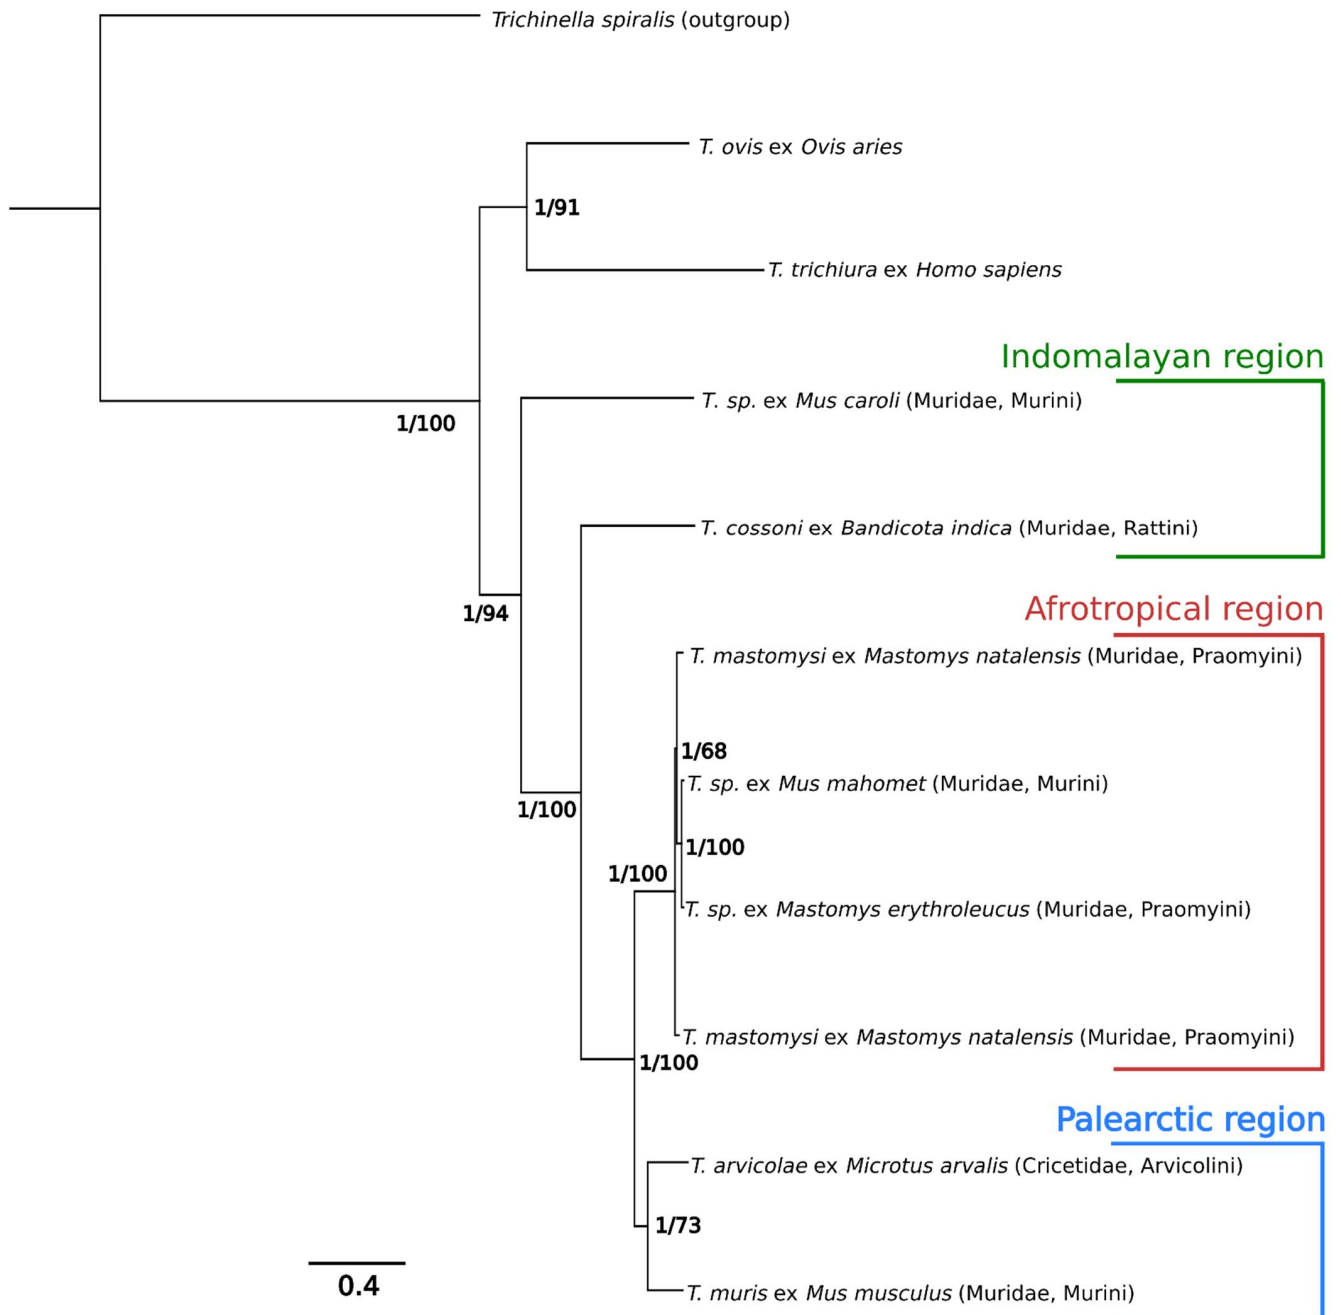 Trichinella spiralis (outgroup)
T. ovis ex Ovis aries
1/91
T. trichiura ex Homo sapiens
Indomalayan region
T. sp. ex Mus caroli (Muridae, Murini)
1/100
T. cossoni ex Bandicota indica (Muridae, Rattini)
Afrotropical region
1/94
T. mastomysi ex Mastomys natalensis (Muridae, Praomyini)
1/68
T. sp. ex Mus mahomet (Muridae, Murini)
1/100
1/100
1/100
T. sp. ex Mastomys erythroleucus (Muridae, Praomyini)
T. mastomysi ex Mastomys natalensis (Muridae, Praomyini)
1/100
Palearctic region
T. arvicolae ex Microtus arvalis (Cricetidae, Arvicolini)
1/73
0.4
T. muris ex Mus musculus (Muridae, Murini)